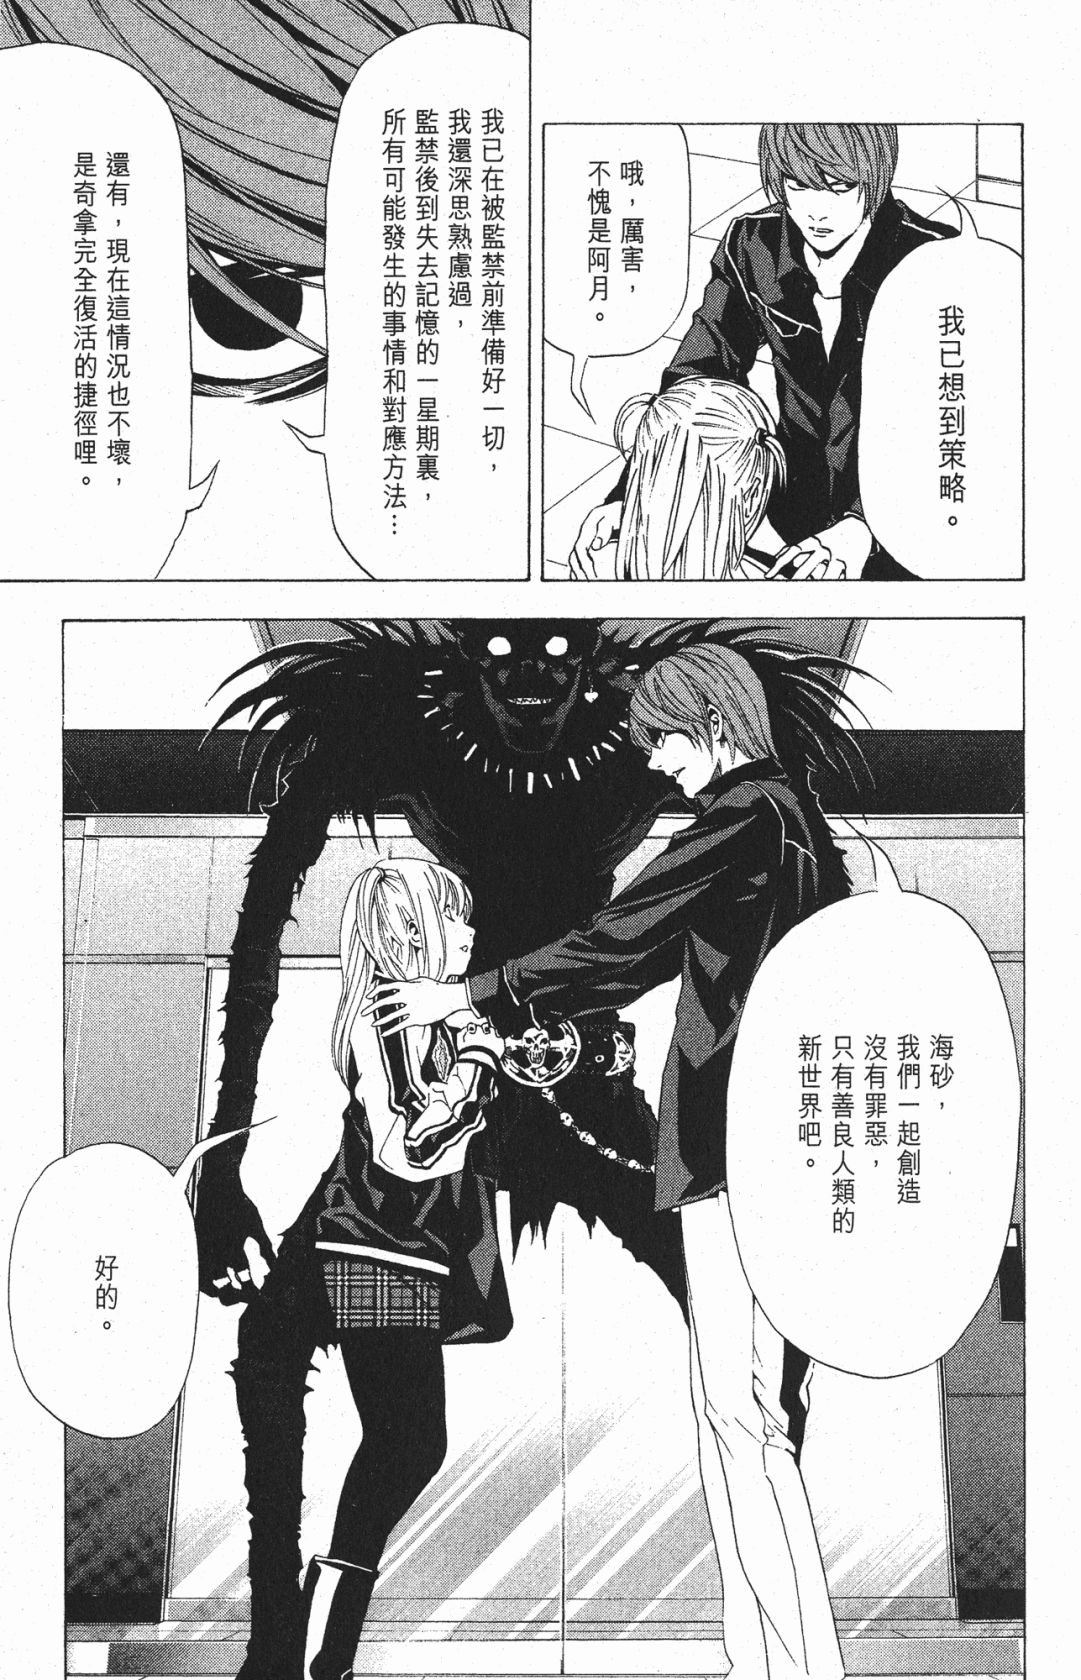 我已想到策略。
哦，厲害，
不愧是阿月。
我已在被監禁前準備好一切，
我還深思熟慮過，
監禁後到失去記憶的一星期裏，
所有可能發生的事情和對應方法…
還有，現在這情況也不壞，
是奇拿完全復活的捷徑哩。
海砂，
我們一起創造
沒有罪惡，
只有善良人類的
新世界吧。
好的。